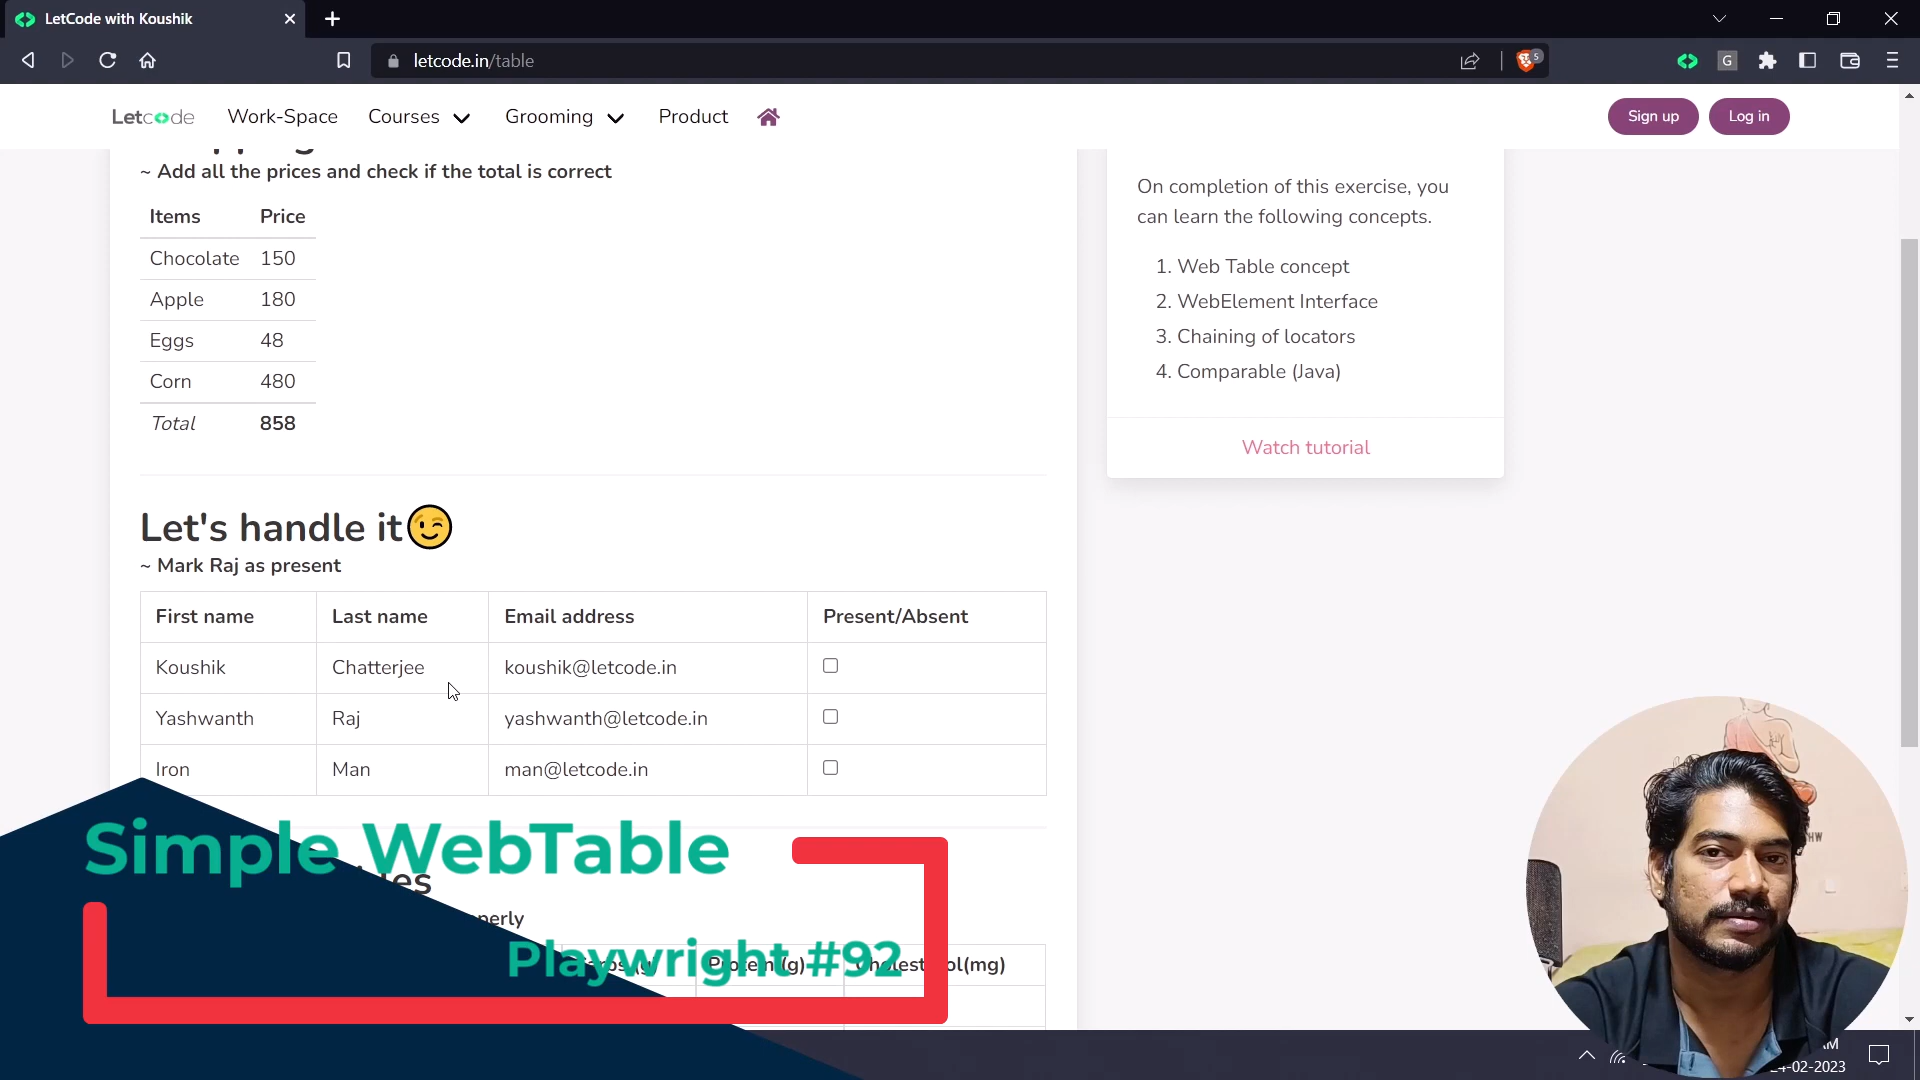 LetCode with Koushik
letcode.in/table
5
G
Letcode
Work-Space
Courses
Grooming
Product
Sign up
Log in
~ Add all the prices and check if the total is correct
Items Price
Chocolate 150
Apple 180
Eggs 48
Corn 480
Total 858
On completion of this exercise, you
can learn the following concepts.
1. Web Table concept
2. WebElement Interface
3. Chaining of locators
4. Comparable (Java)
Watch tutorial
Let's handle it
~ Mark Raj as present
First name Last name Email address Present/Absent
Koushik Chatterjee koushik@letcode.in
Yashwanth Raj yashwanth@letcode.in
Iron Man man@letcode.in
Simple WebTable
Playwright #92